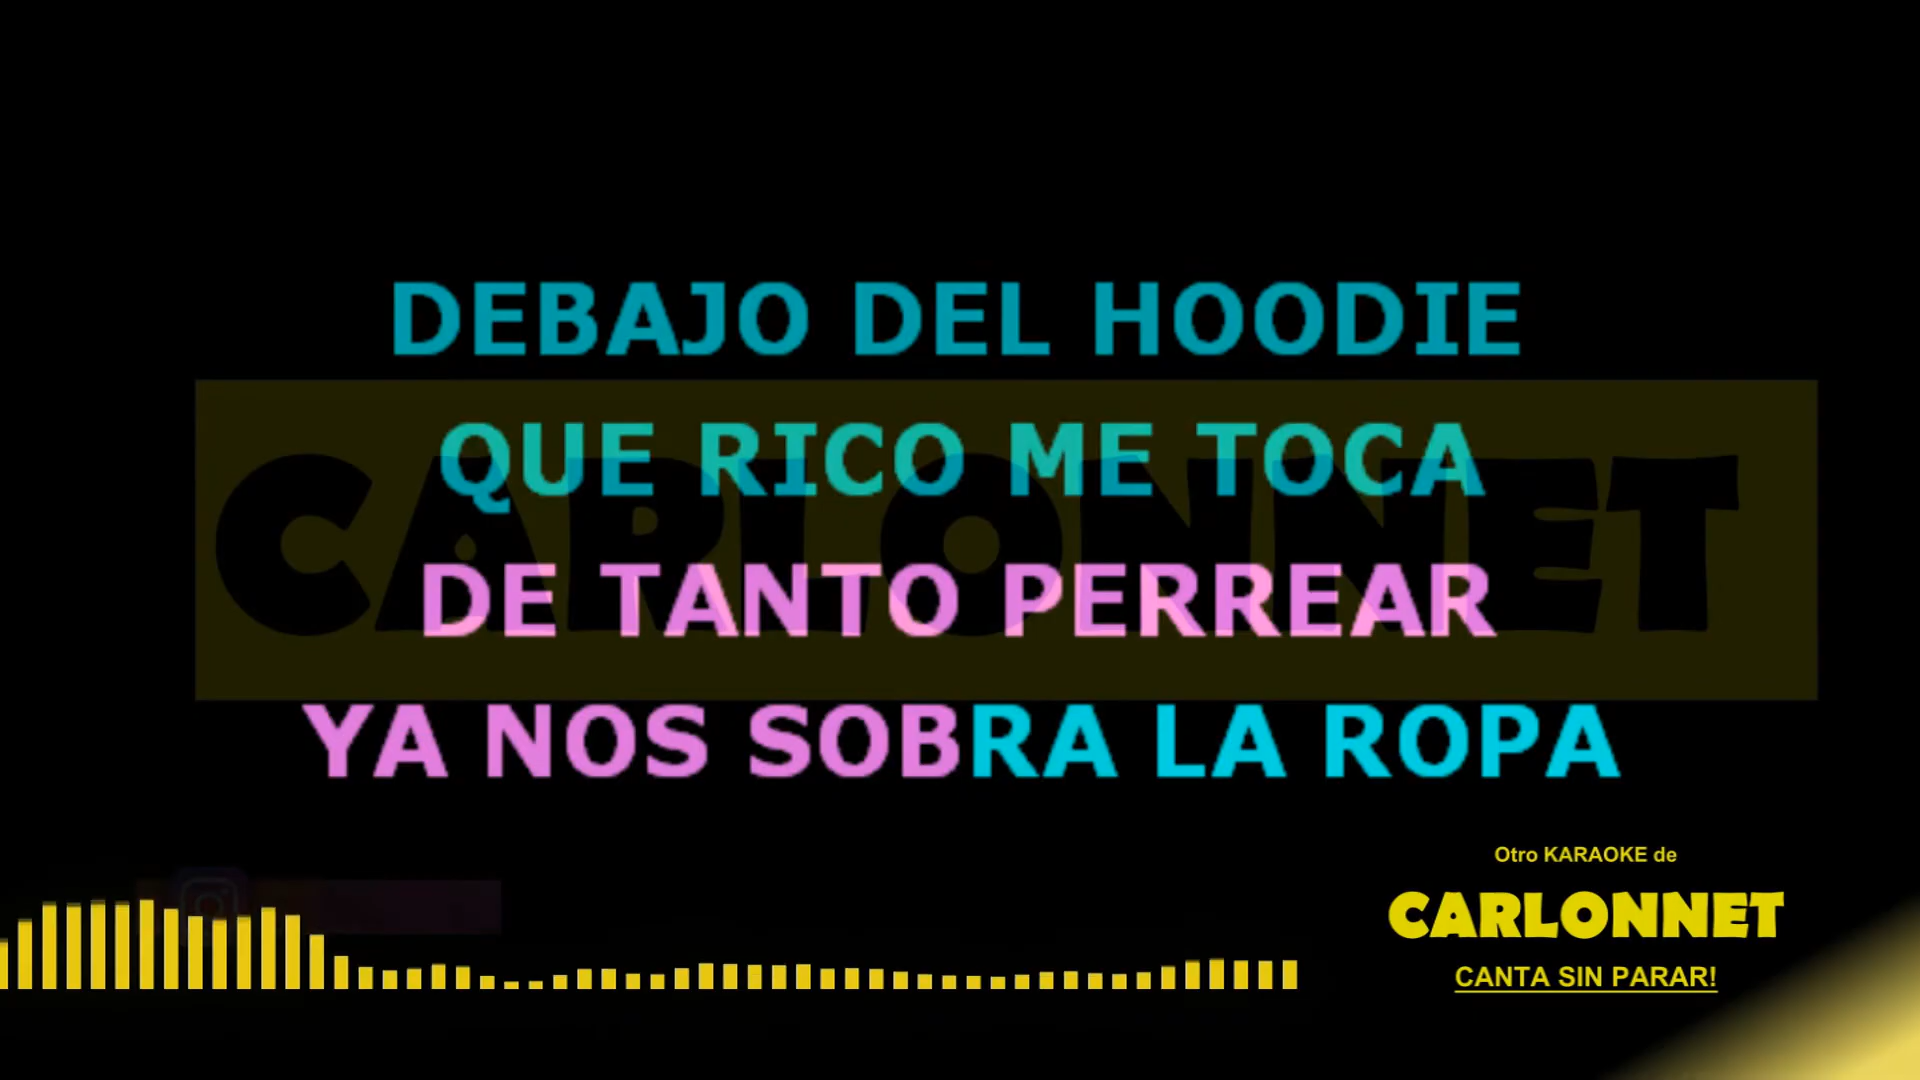 DEBAJO DEL HOODIE
QUE RICO ME TOCA
CARLONNET
DE TANTO PERREAR
YA NOS SOBRA LA ROPA
Otro KARAOKE de
CARLONNET
CANTA SIN PARAR!